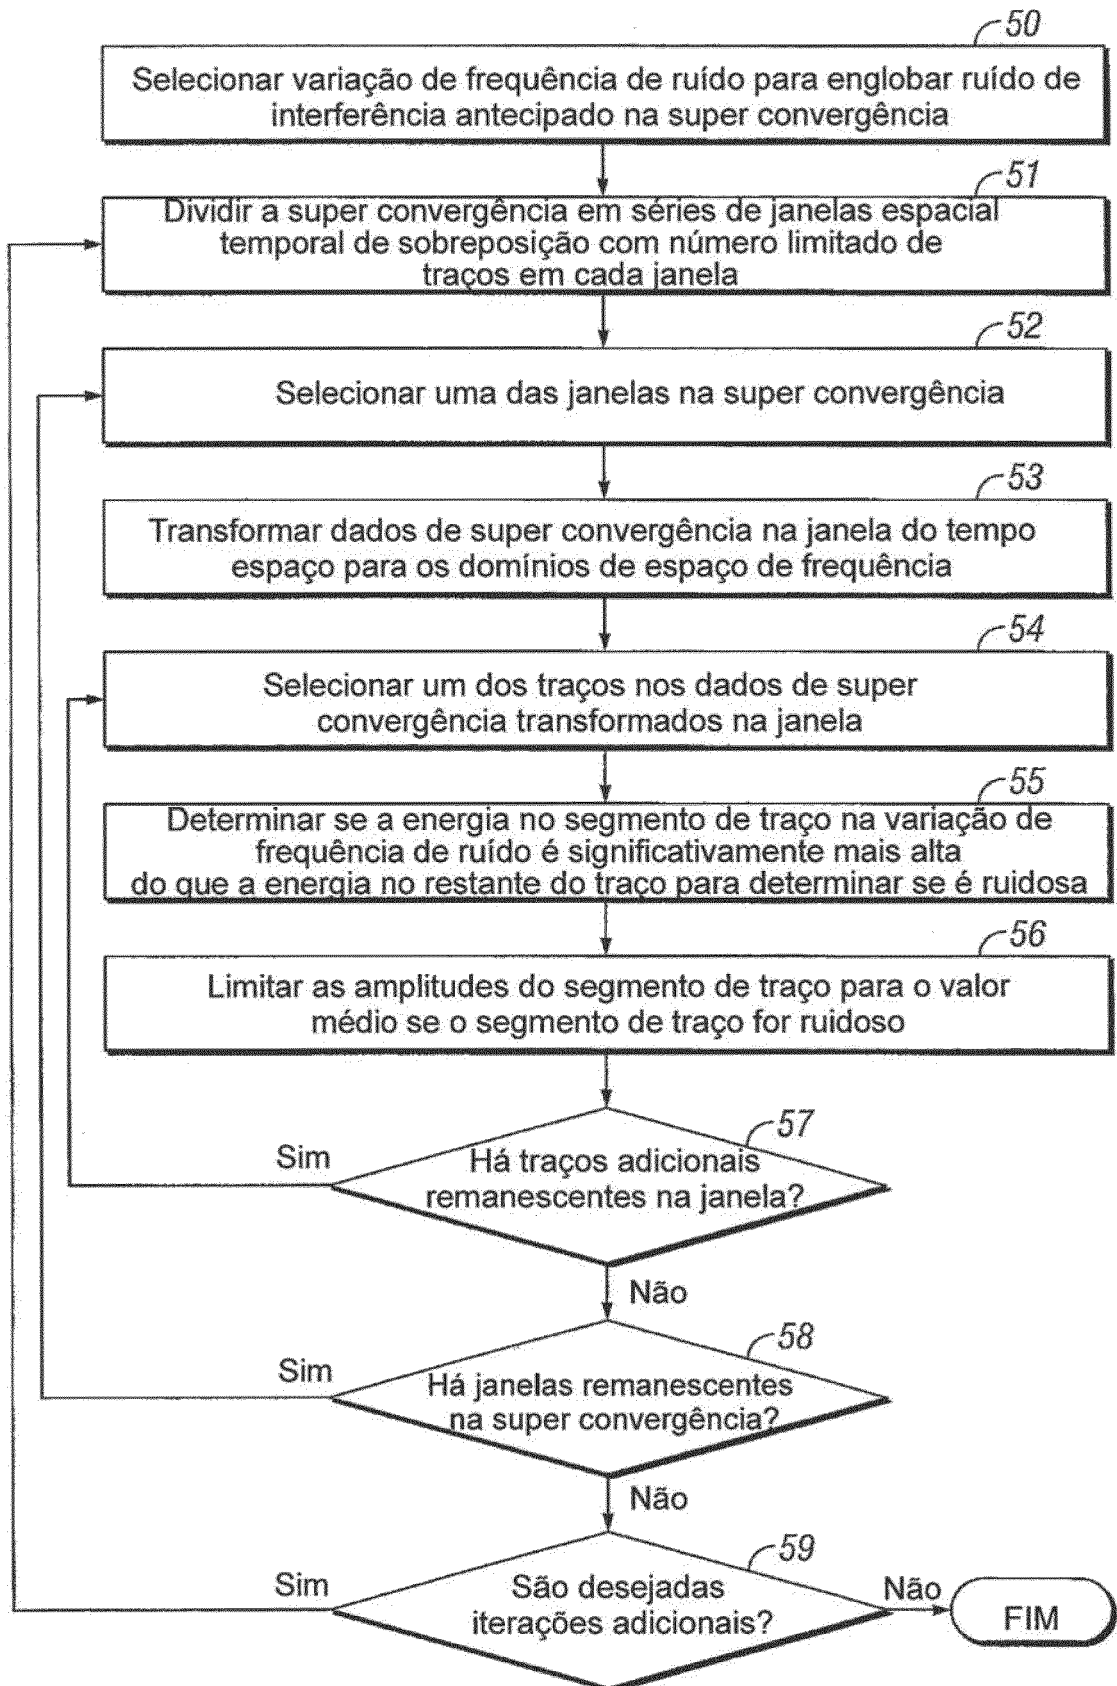 50
Selecionar variação de frequência de ruído para englobar ruído de
interferência antecipado na super convergência
51
Dividir a super convergência em séries de janelas espacial
temporal de sobreposição com número limitado de
traços em cada janela
52
Selecionar uma das janelas na super convergência
53
Transformar dados de super convergência na janela do tempo
espaço para os domínios de espaço de frequência
54
Selecionar um dos traços nos dados de super
convergência transformados na janela
55
Determinar se a energia no segmento de traço na variação de
frequência de ruído é significativamente mais alta
do que a energia no restante do traço para determinar se é ruidosa
56
Limitar as amplitudes do segmento de traço para o valor
médio se o segmento de traço for ruidoso
57
Sim
Há traços adicionais
remanescentes na janela?
Não
58
Sim
Há janelas remanescentes
na super convergência?
Não
59
Sim
São desejadas
iterações adicionais?
Não
FIM